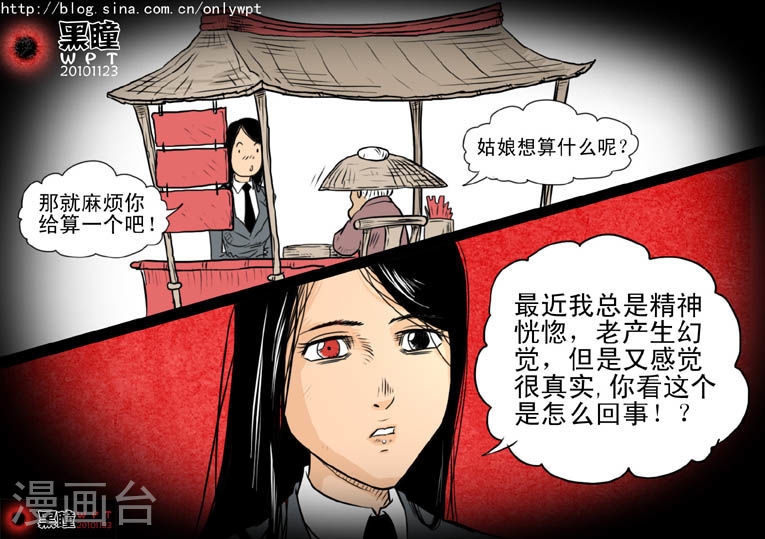 http://blog.sina.com.cn/onlywpt
黑瞳
WPT
20101123
姑娘想算什么呢?
那就麻烦你
给算一个吧!
最近我总是精神
恍惚,老产生幻
觉,但是又感觉
很真实,你看这个
是怎么回事!?
漫画台
黑瞳
WPT
20101123